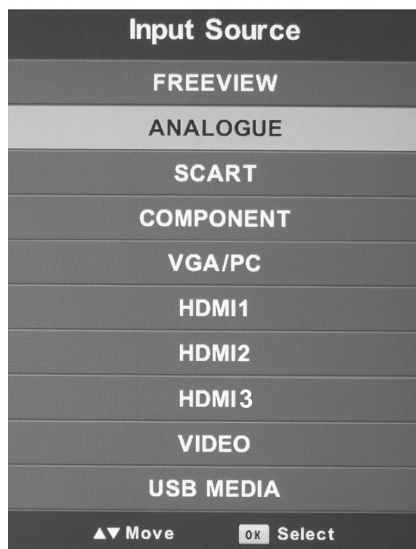 Input Source
FREEVIEW
ANALOGUE
SCART
COMPONENT
VGA/PC
HDMI1
HDMI2
HDMI3
VIDEO
USB MEDIA
▲▼ Move OK Select